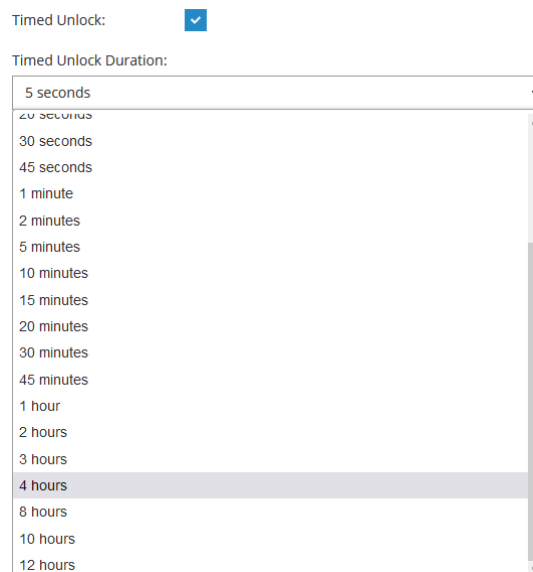 Timed Unlock:
Timed Unlock Duration:
5 seconds
20 seconds
30 seconds
45 seconds
1 minute
2 minutes
5 minutes
10 minutes
15 minutes
20 minutes
30 minutes
45 minutes
1 hour
2 hours
3 hours
4 hours
8 hours
10 hours
12 hours